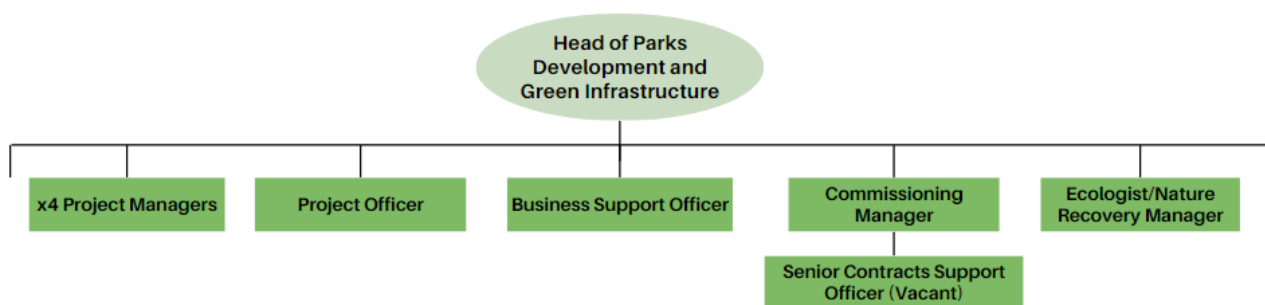 Head of Parks
Development and
Green Infrastructure
x4 Project Managers
Project Officer
Business Support Officer
Commissioning
Manager
Ecologist/Nature
Recovery Manager
Senior Contracts Support
Officer (Vacant)